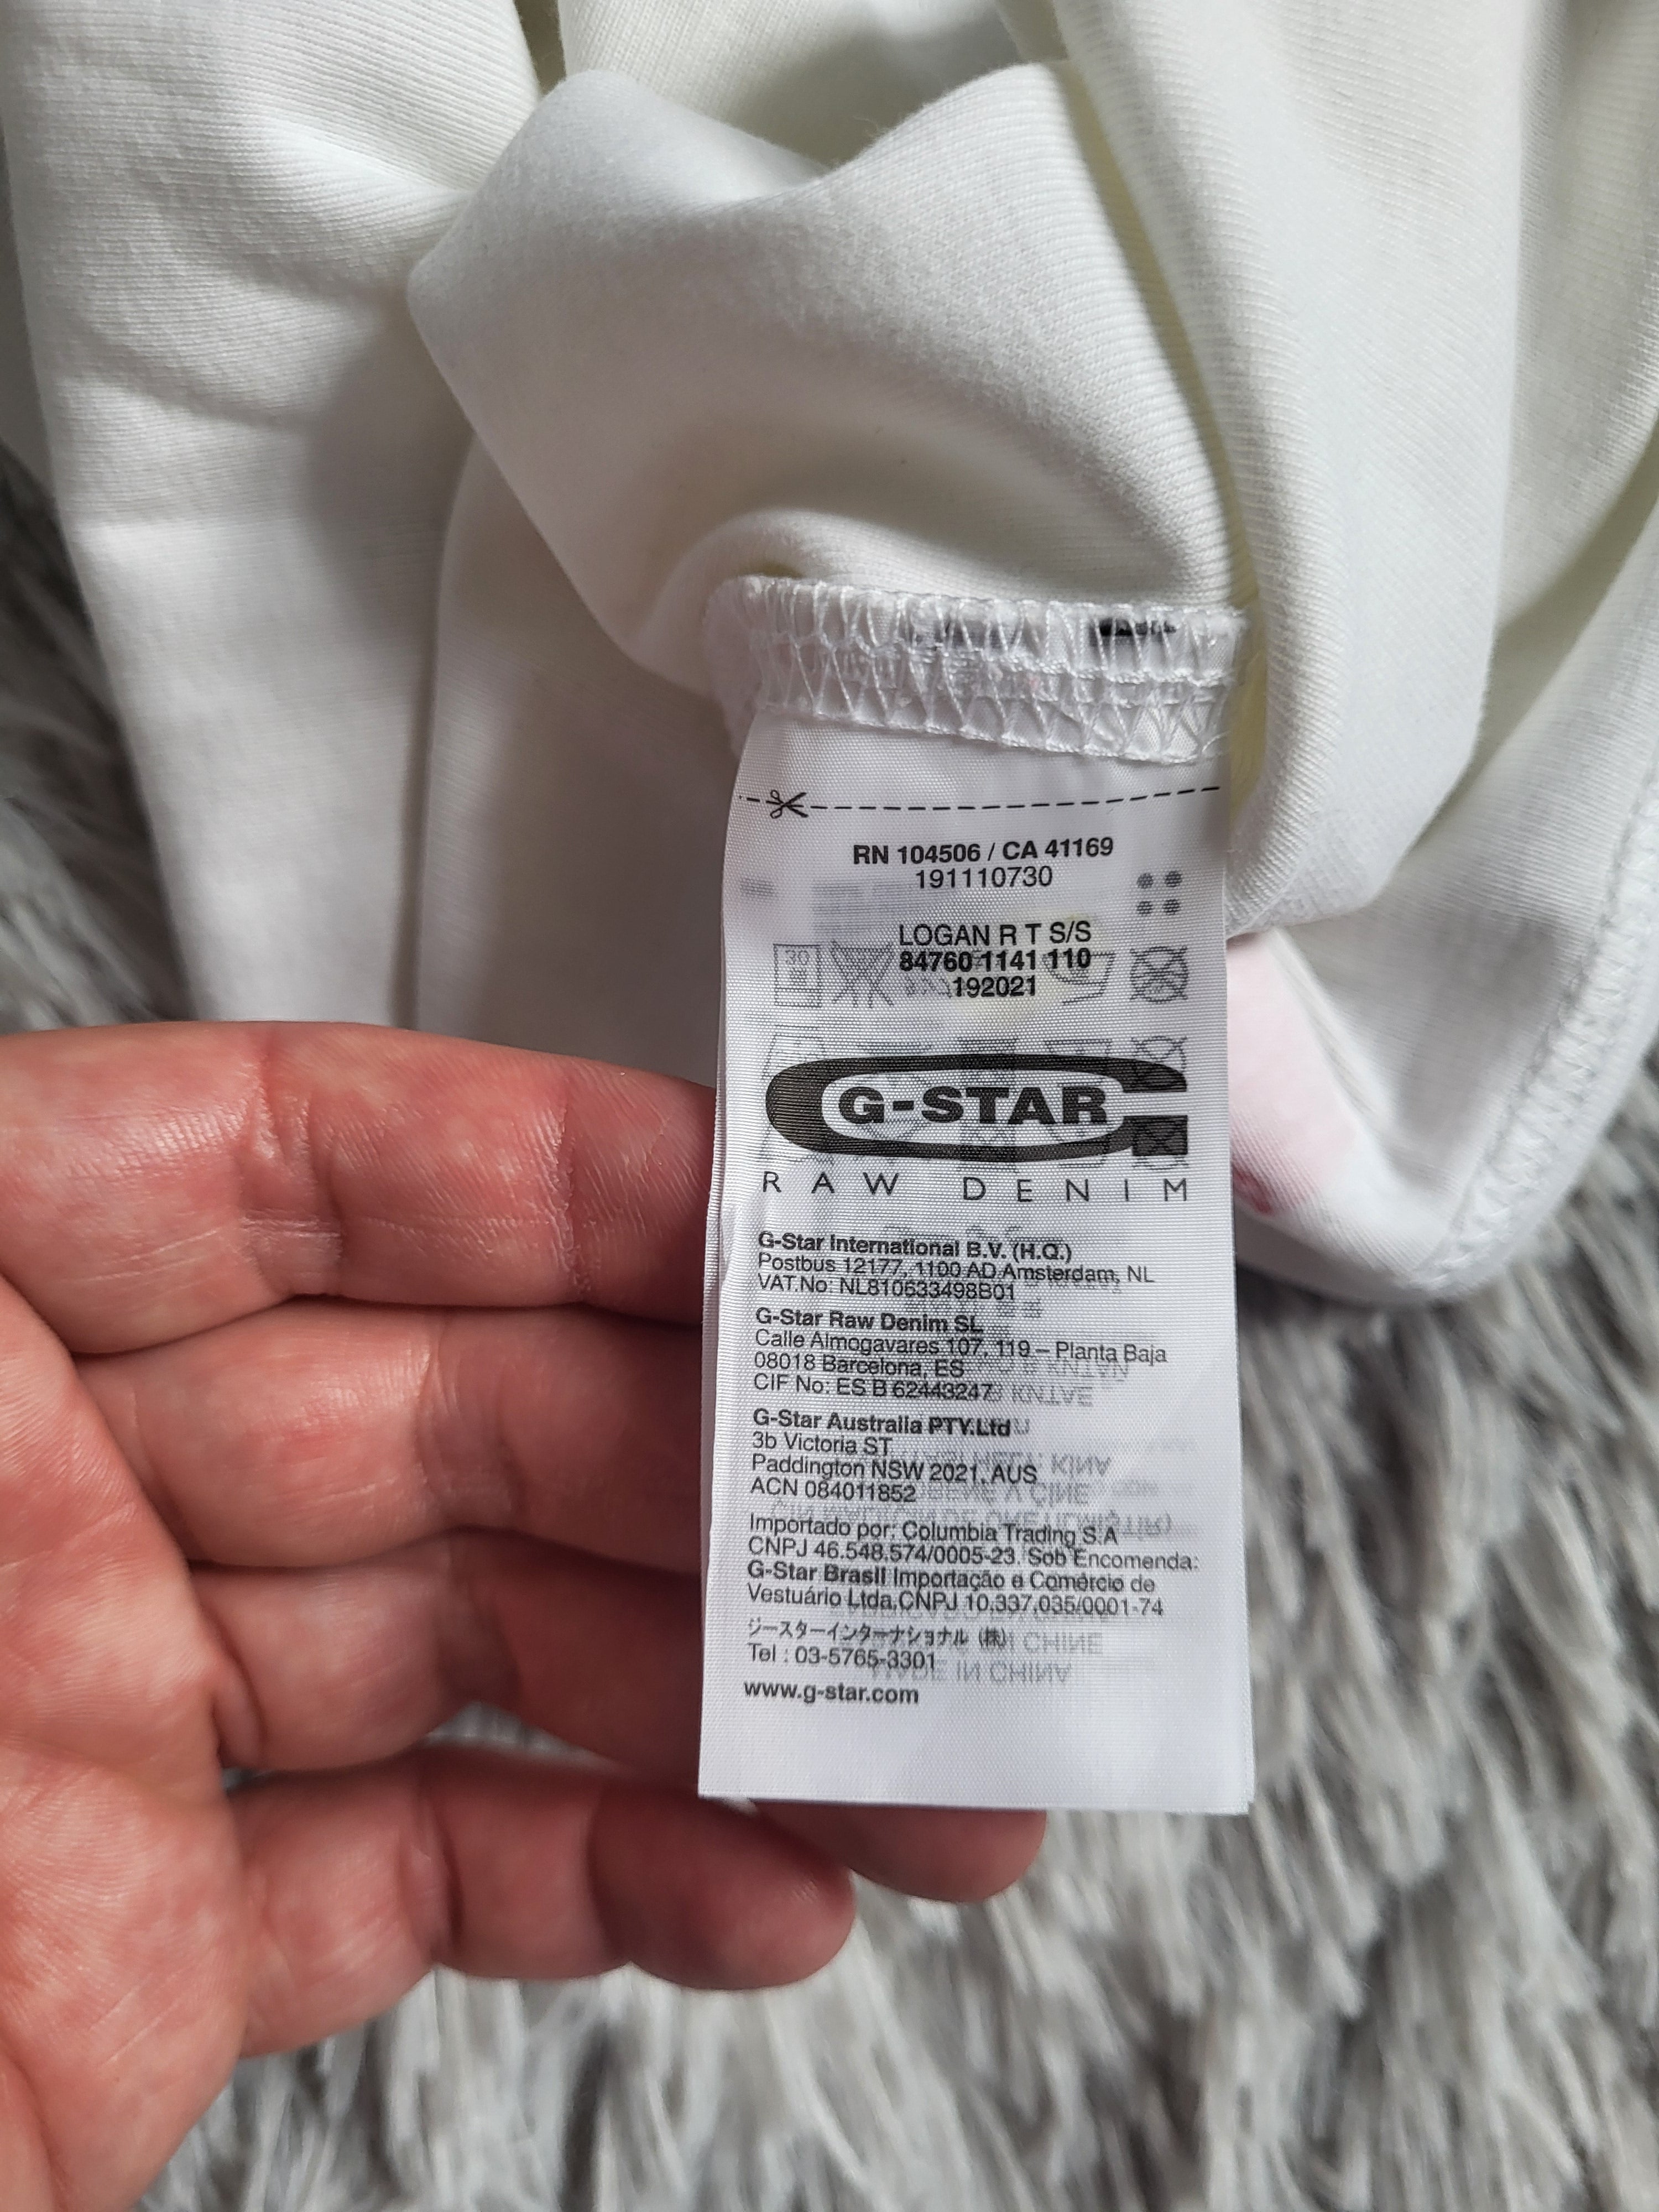 RN 104506 / CA 41169
191110730
LOGAN R T S/S
84760 1141 110
192021
G-STAR
RAW DENIM
G-Star International B.V. (H.Q.)
Postbus 12177, 1100 AD Amsterdam, NL
VAT.No: NL810633498B01
G-Star Raw Denim SL
Calle Almogavares 107, 119 – Planta Baja
08018 Barcelona, ES
CIF No: ES B 62443247
G-Star Australia PTY.Ltd
3b Victoria ST
Paddington NSW 2021, AUS
ACN 084011852
Importado por: Columbia Trading S.A
CNPJ 46.548.574/0005-23. Sob Encomenda:
G-Star Brasil Importação e Comércio de
Vestuário Ltda.CNPJ 10.337.035/0001-74
ジースターインターナショナル (株)
Tel : 03-5765-3301
www.g-star.com